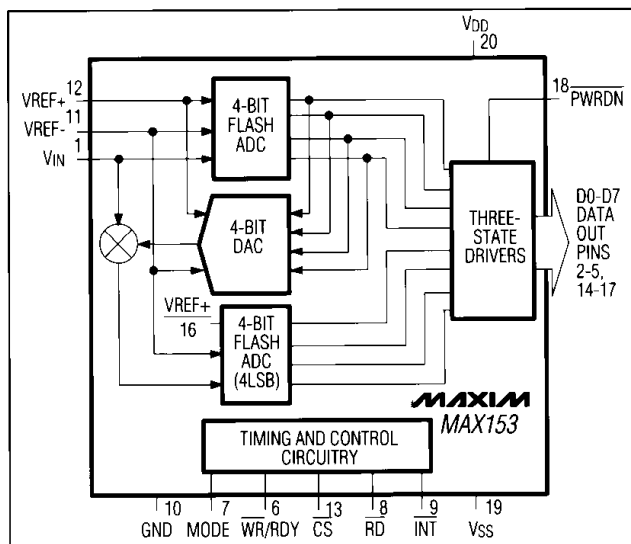 VDD
20
12
VREF+
11
VREF-
1
VIN
4-BIT
FLASH
ADC
18
PWRDN
4-BIT
DAC
THREE-
STATE
DRIVERS
D0-D7
DATA
OUT
PINS
2-5,
14-17
VREF+
16
4-BIT
FLASH
ADC
(4LSB)
MAXIM
MAX153
TIMING AND CONTROL
CIRCUITRY
10 7 6 13 8 9 19
GND MODE WR/RDY CS RD INT VSS